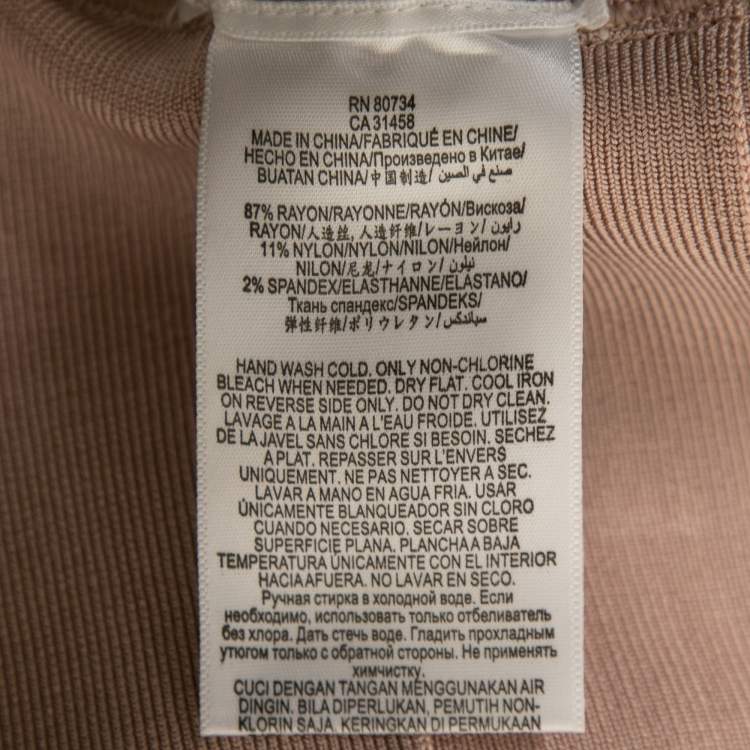 RN 80734
CA 31458
MADE IN CHINA/FABRIQUÉ EN CHINE/
HECHO EN CHINA/Произведено в Китае/
BUATAN CHINA/中国制造/صنع في الصين
87% RAYON/RAYONNE/RAYÓN/Вискоза/
RAYON/人造丝, 人造纤维/レーヨン/رايون
11% NYLON/NYLON/NILON/Нейлон/
NILON/尼龙/ナイロン/نيلون
2% SPANDEX/ELASTHANNE/ELASTANO/
Ткань спандекс/SPANDEKS/
弹性纤维/ポリウレタン/سباندكس
HAND WASH COLD. ONLY NON-CHLORINE
BLEACH WHEN NEEDED. DRY FLAT. COOL IRON
ON REVERSE SIDE ONLY. DO NOT DRY CLEAN.
LAVAGE A LA MAIN A L'EAU FROIDE. UTILISEZ
DE LA JAVEL SANS CHLORE SI BESOIN. SECHEZ
A PLAT. REPASSER SUR L'ENVERS
UNIQUEMENT. NE PAS NETTOYER A SEC.
LAVAR A MANO EN AGUA FRIA. USAR
ÚNICAMENTE BLANQUEADOR SIN CLORO
CUANDO NECESARIO. SECAR SOBRE
SUPERFICIE PLANA. PLANCHA A BAJA
TEMPERATURA ÚNICAMENTE CON EL INTERIOR
HACIA AFUERA. NO LAVAR EN SECO.
Ручная стирка в холодной воде. Если
необходимо, использовать только отбеливатель
без хлора. Дать стечь воде. Гладить прохладным
утюгом только с обратной стороны. Не применять
химчистку.
CUCI DENGAN TANGAN MENGGUNAKAN AIR
DINGIN. BILA DIPERLUKAN, PEMUTIH NON-
KLORIN SAJA. KERINGKAN DI PERMUKAAN